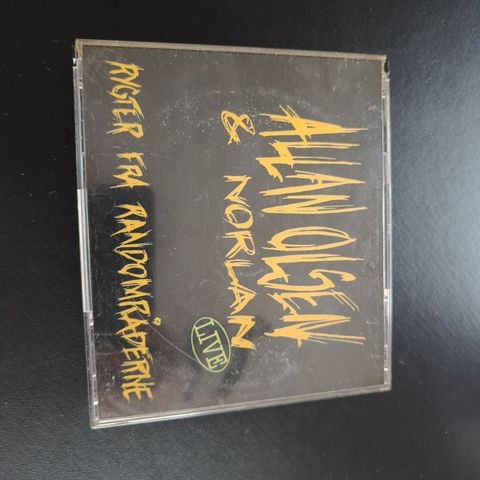 ALLAN OLSEN
& NORLAN
LIVE
RYGTER FRA RANDOMRÅDERNE